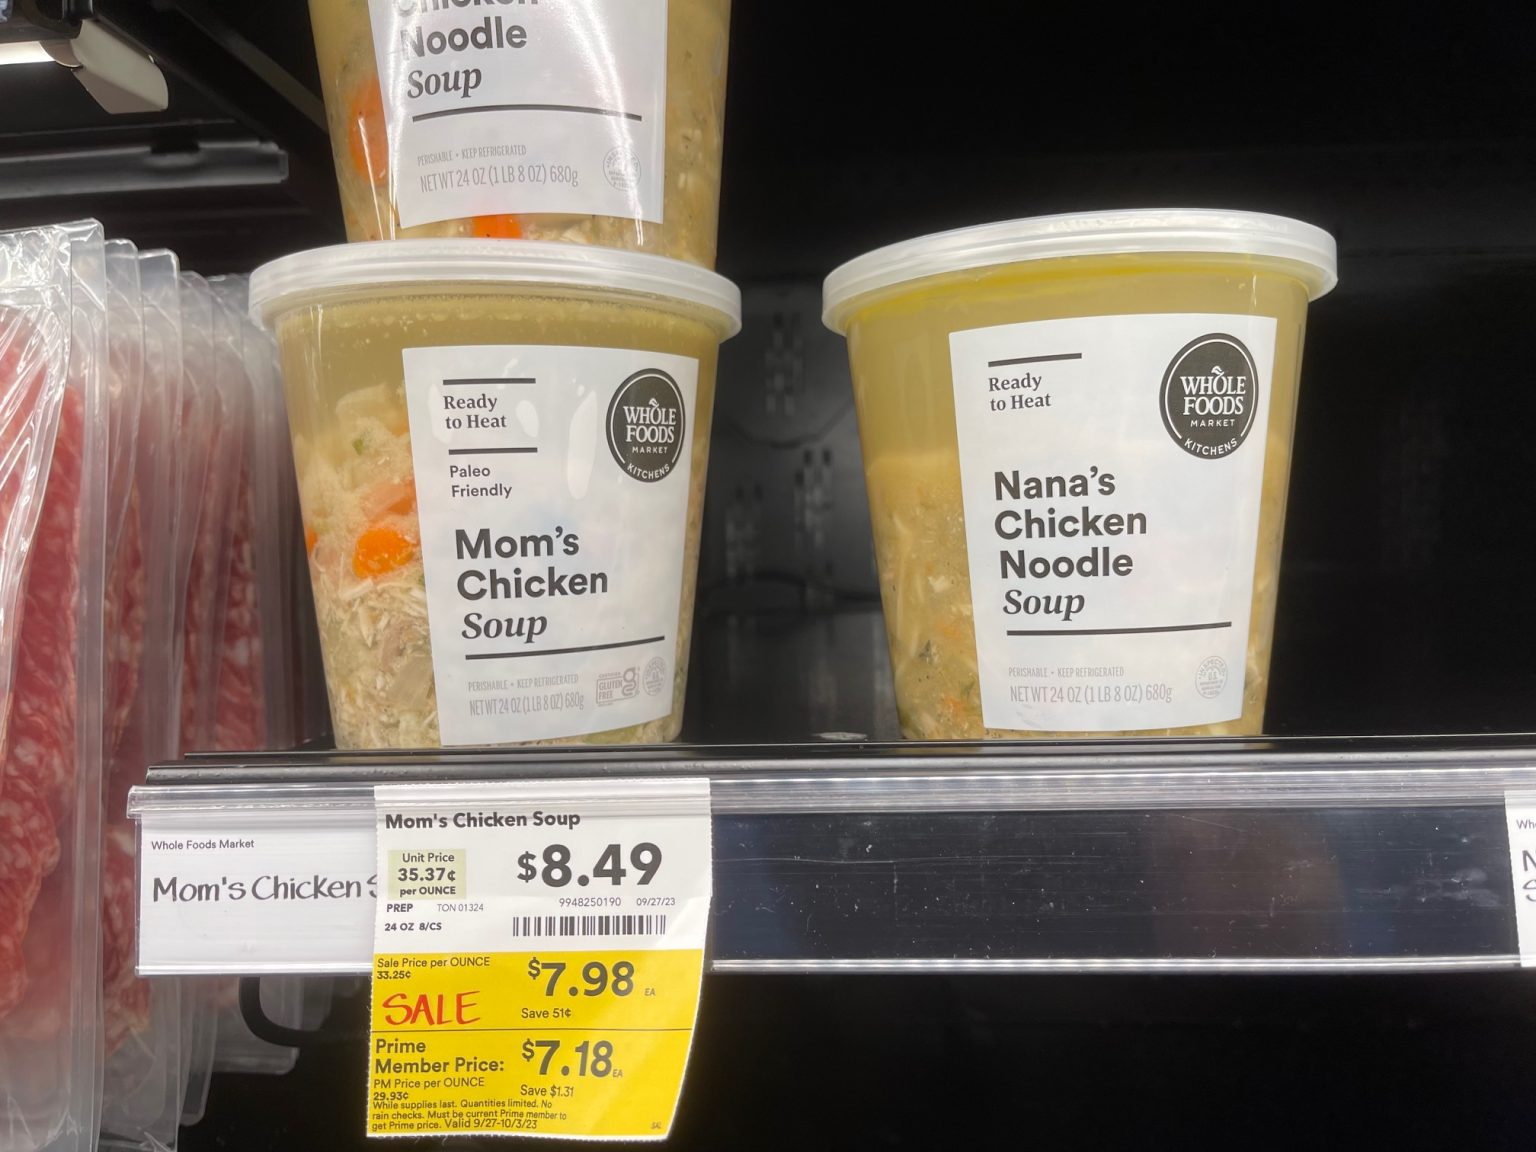 Chicken
Noodle
Soup
PERISHABLE • KEEP REFRIGERATED
NET WT 24 OZ (1 LB 8 OZ) 680g
Ready
to Heat
Paleo
Friendly
WHOLE
FOODS
MARKET
KITCHENS
Mom's
Chicken
Soup
PERISHABLE • KEEP REFRIGERATED
NET WT 24 OZ (1 LB 8 OZ) 680g
CERTIFIED
GLUTEN
FREE
Ready
to Heat
WHOLE
FOODS
MARKET
KITCHENS
Nana's
Chicken
Noodle
Soup
PERISHABLE • KEEP REFRIGERATED
NET WT 24 OZ (1 LB 8 OZ) 680g
Whole Foods Market
Mom's Chicken S
Mom's Chicken Soup
Unit Price
35.37¢
per OUNCE
$8.49
PREP TON 01324
9948250190 09/27/23
24 OZ 8/CS
Sale Price per OUNCE
33.25¢
SALE
$7.98 EA
Save 51¢
Prime
Member Price:
$7.18 EA
PM Price per OUNCE
29.93¢
Save $1.31
While supplies last. Quantities limited. No
rain checks. Must be current Prime member to
get Prime price. Valid 9/27-10/3/23
Wh
N
S